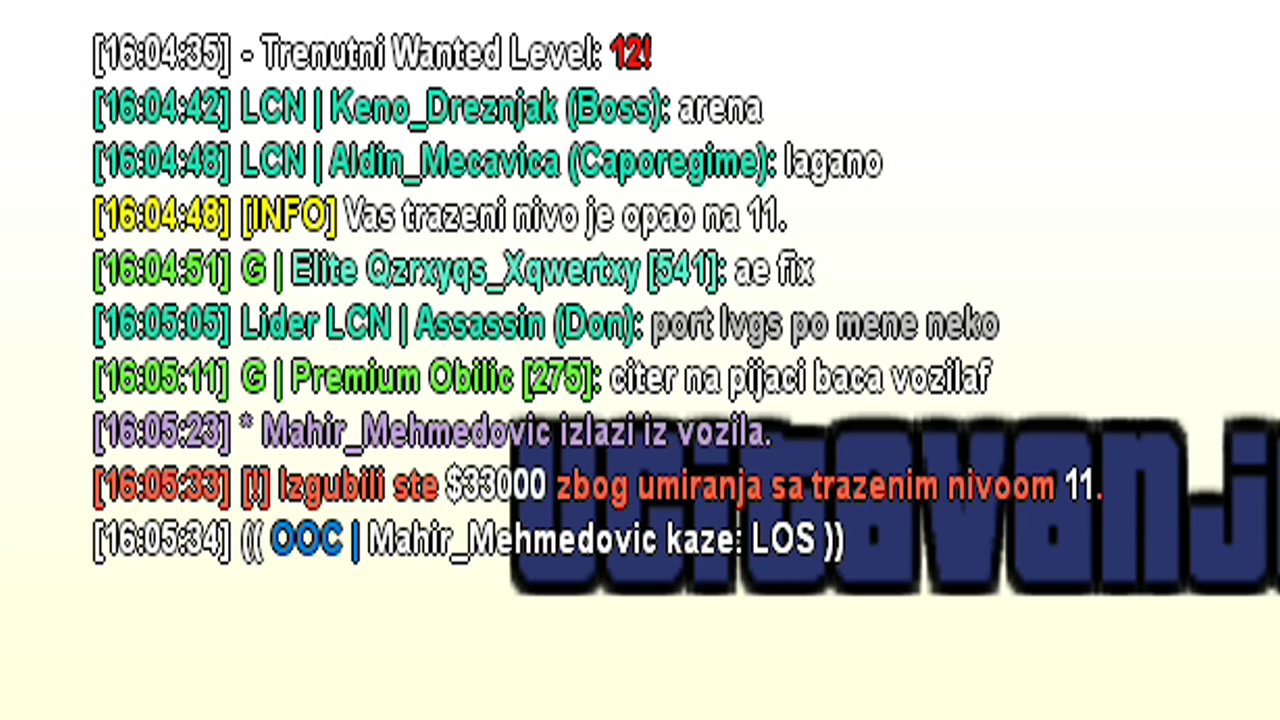 [16:04:35] - Trenutni Wanted Level: 12!
[16:04:42] LCN | Keno_Dreznjak (Boss): arena
[16:04:48] LCN | Aldin_Mecavica (Caporegime): lagano
[16:04:48] [INFO] Vas trazeni nivo je opao na 11.
[16:04:51] G | Elite Qzrxyqs_Xqwertxy [541]: ae fix
[16:05:05] Lider LCN | Assassin (Don): port lvgs po mene neko
[16:05:11] G | Premium Obilic [275]: citer na pijaci baca vozilaf
[16:05:23] * Mahir_Mehmedovic izlazi iz vozila.
[16:05:33] [!] Izgubili ste $33000 zbog umiranja sa trazenim nivoom 11.
[16:05:34] (( OOC | Mahir_Mehmedovic kaze: LOS ))
Ucitavanj